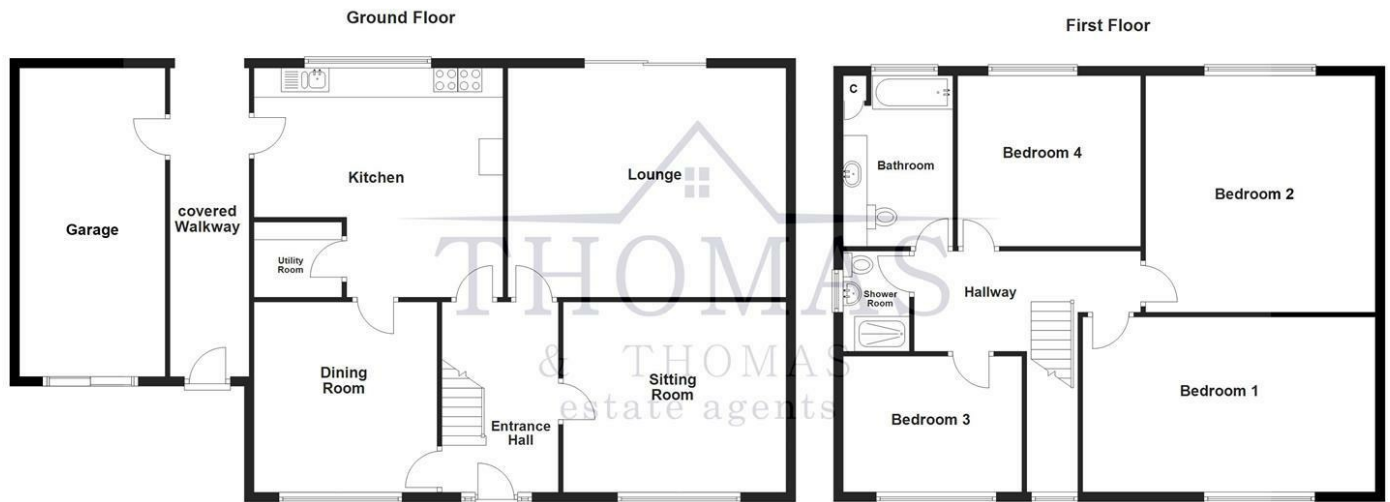 Ground Floor
First Floor
Garage
covered
Walkway
Kitchen
Utility
Room
Lounge
Dining
Room
Entrance
Hall
Sitting
Room
C
Bathroom
Bedroom 4
Bedroom 2
Shower
Room
Hallway
Bedroom 3
Bedroom 1
THOMAS
& THOMAS
estate agents